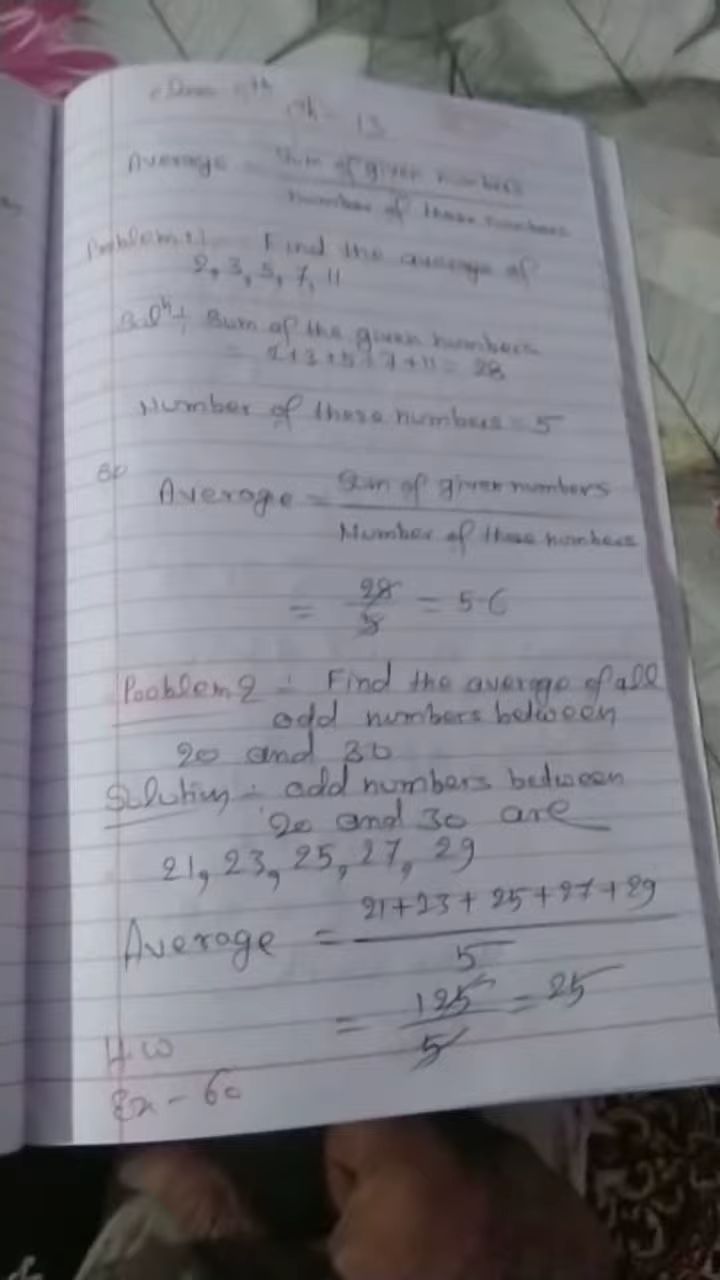 13
Average = Sum of given numbers
Number of these numbers
Problem 1: Find the average of
2, 3, 5, 7, 11
Solⁿ: Sum of the given numbers
= 2+3+5+7+11 = 28
Number of these numbers = 5
So
Average = Sum of given numbers
Number of these numbers
= 28/5 = 5.6
Problem 2: Find the average of all
odd numbers between
20 and 30
Solution: odd numbers between
20 and 30 are
21, 23, 25, 27, 29
Average = 21+23+25+27+29
5
= 125/5 = 25
H.W
Ex - 60